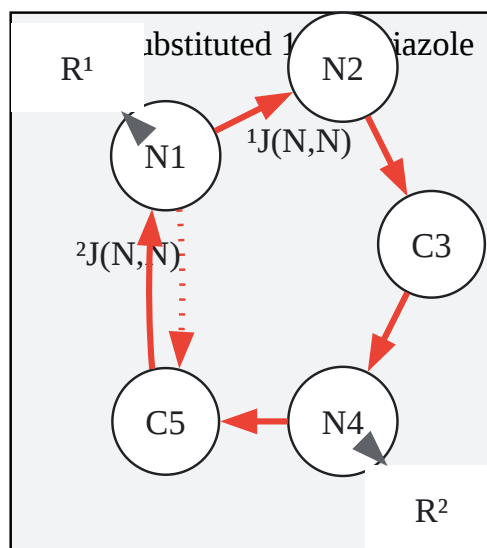 ubstituted 1 iazole
R¹
N2
¹J(N,N)
N1
C3
²J(N,N)
C5
N4
R²